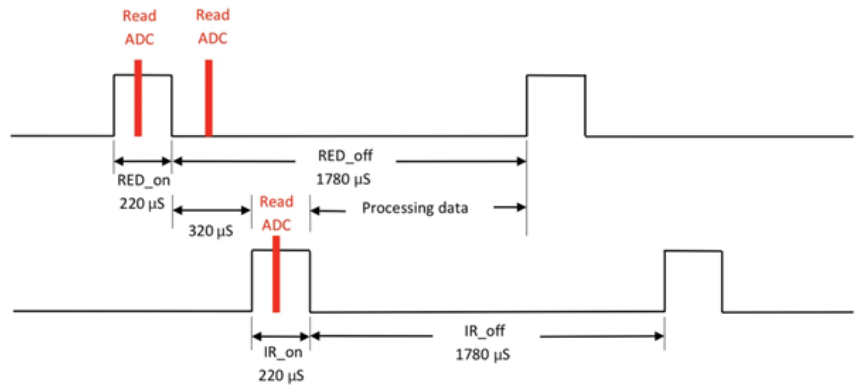 Read
ADC
Read
ADC
RED_on
220 µS
RED_off
1780 µS
320 µS
Read
ADC
Processing data
IR_on
220 µS
IR_off
1780 µS